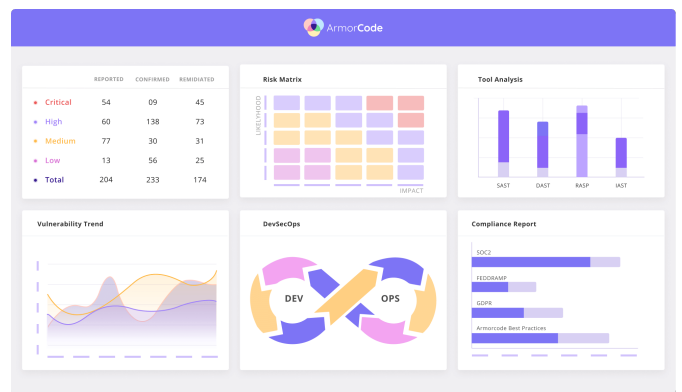 ArmorCode
REPORTED CONFIRMED REMIDIATED
Critical 54 09 45
High 60 138 73
Medium 77 30 31
Low 13 56 25
Total 204 233 174
Risk Matrix
LIKELYHOOD
IMPACT
Tool Analysis
SAST DAST RASP IAST
Vulnerability Trend
DevSecOps
DEV OPS
Compliance Report
SOC2
FEDDRAMP
GDPR
Armorcode Best Practices